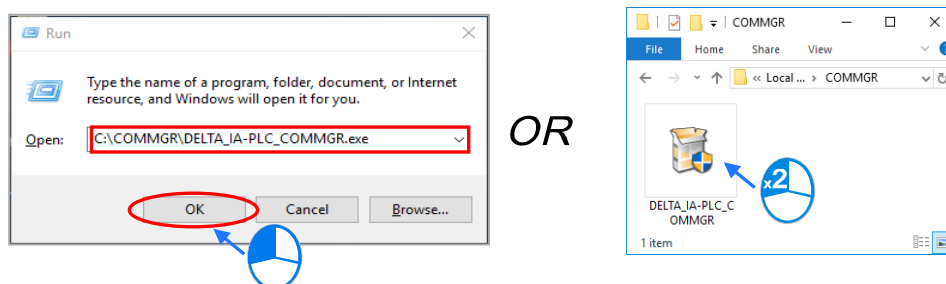 Run
Type the name of a program, folder, document, or Internet
resource, and Windows will open it for you.
Open: C:\COMMGR\DELTA_IA-PLC_COMMGR.exe
OK Cancel Browse...
OR
COMMGR
File Home Share View
« Local ... › COMMGR
x2
DELTA_IA-PLC_C
OMMGR
1 item